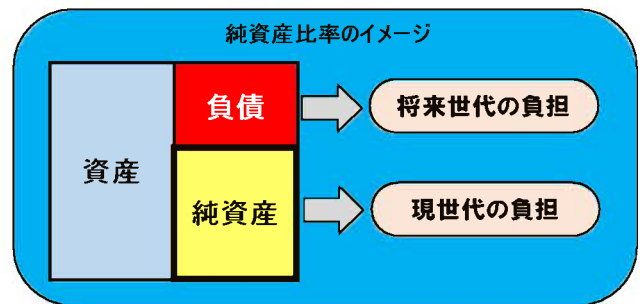 純資産比率のイメージ
負債
将来世代の負担
資産
純資産
現世代の負担